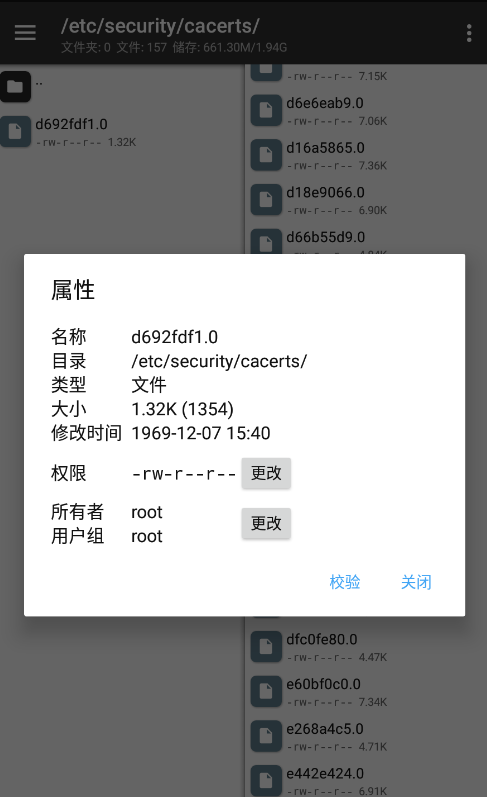 /etc/security/cacerts/
文件夹: 0 文件: 157 储存: 661.30M/1.94G
..
d692fdf1.0
-rw-r--r-- 1.32K
-rw-r--r-- 7.15K
d6e6eab9.0
-rw-r--r-- 7.06K
d16a5865.0
-rw-r--r-- 7.36K
d18e9066.0
-rw-r--r-- 6.90K
d66b55d9.0
属性
名称 d692fdf1.0
目录 /etc/security/cacerts/
类型 文件
大小 1.32K (1354)
修改时间 1969-12-07 15:40
权限 -rw-r--r-- 更改
所有者 root
更改
用户组 root
校验 关闭
dfc0fe80.0
-rw-r--r-- 4.47K
e60bf0c0.0
-rw-r--r-- 7.34K
e268a4c5.0
-rw-r--r-- 4.71K
e442e424.0
-rw-r--r-- 6.91K